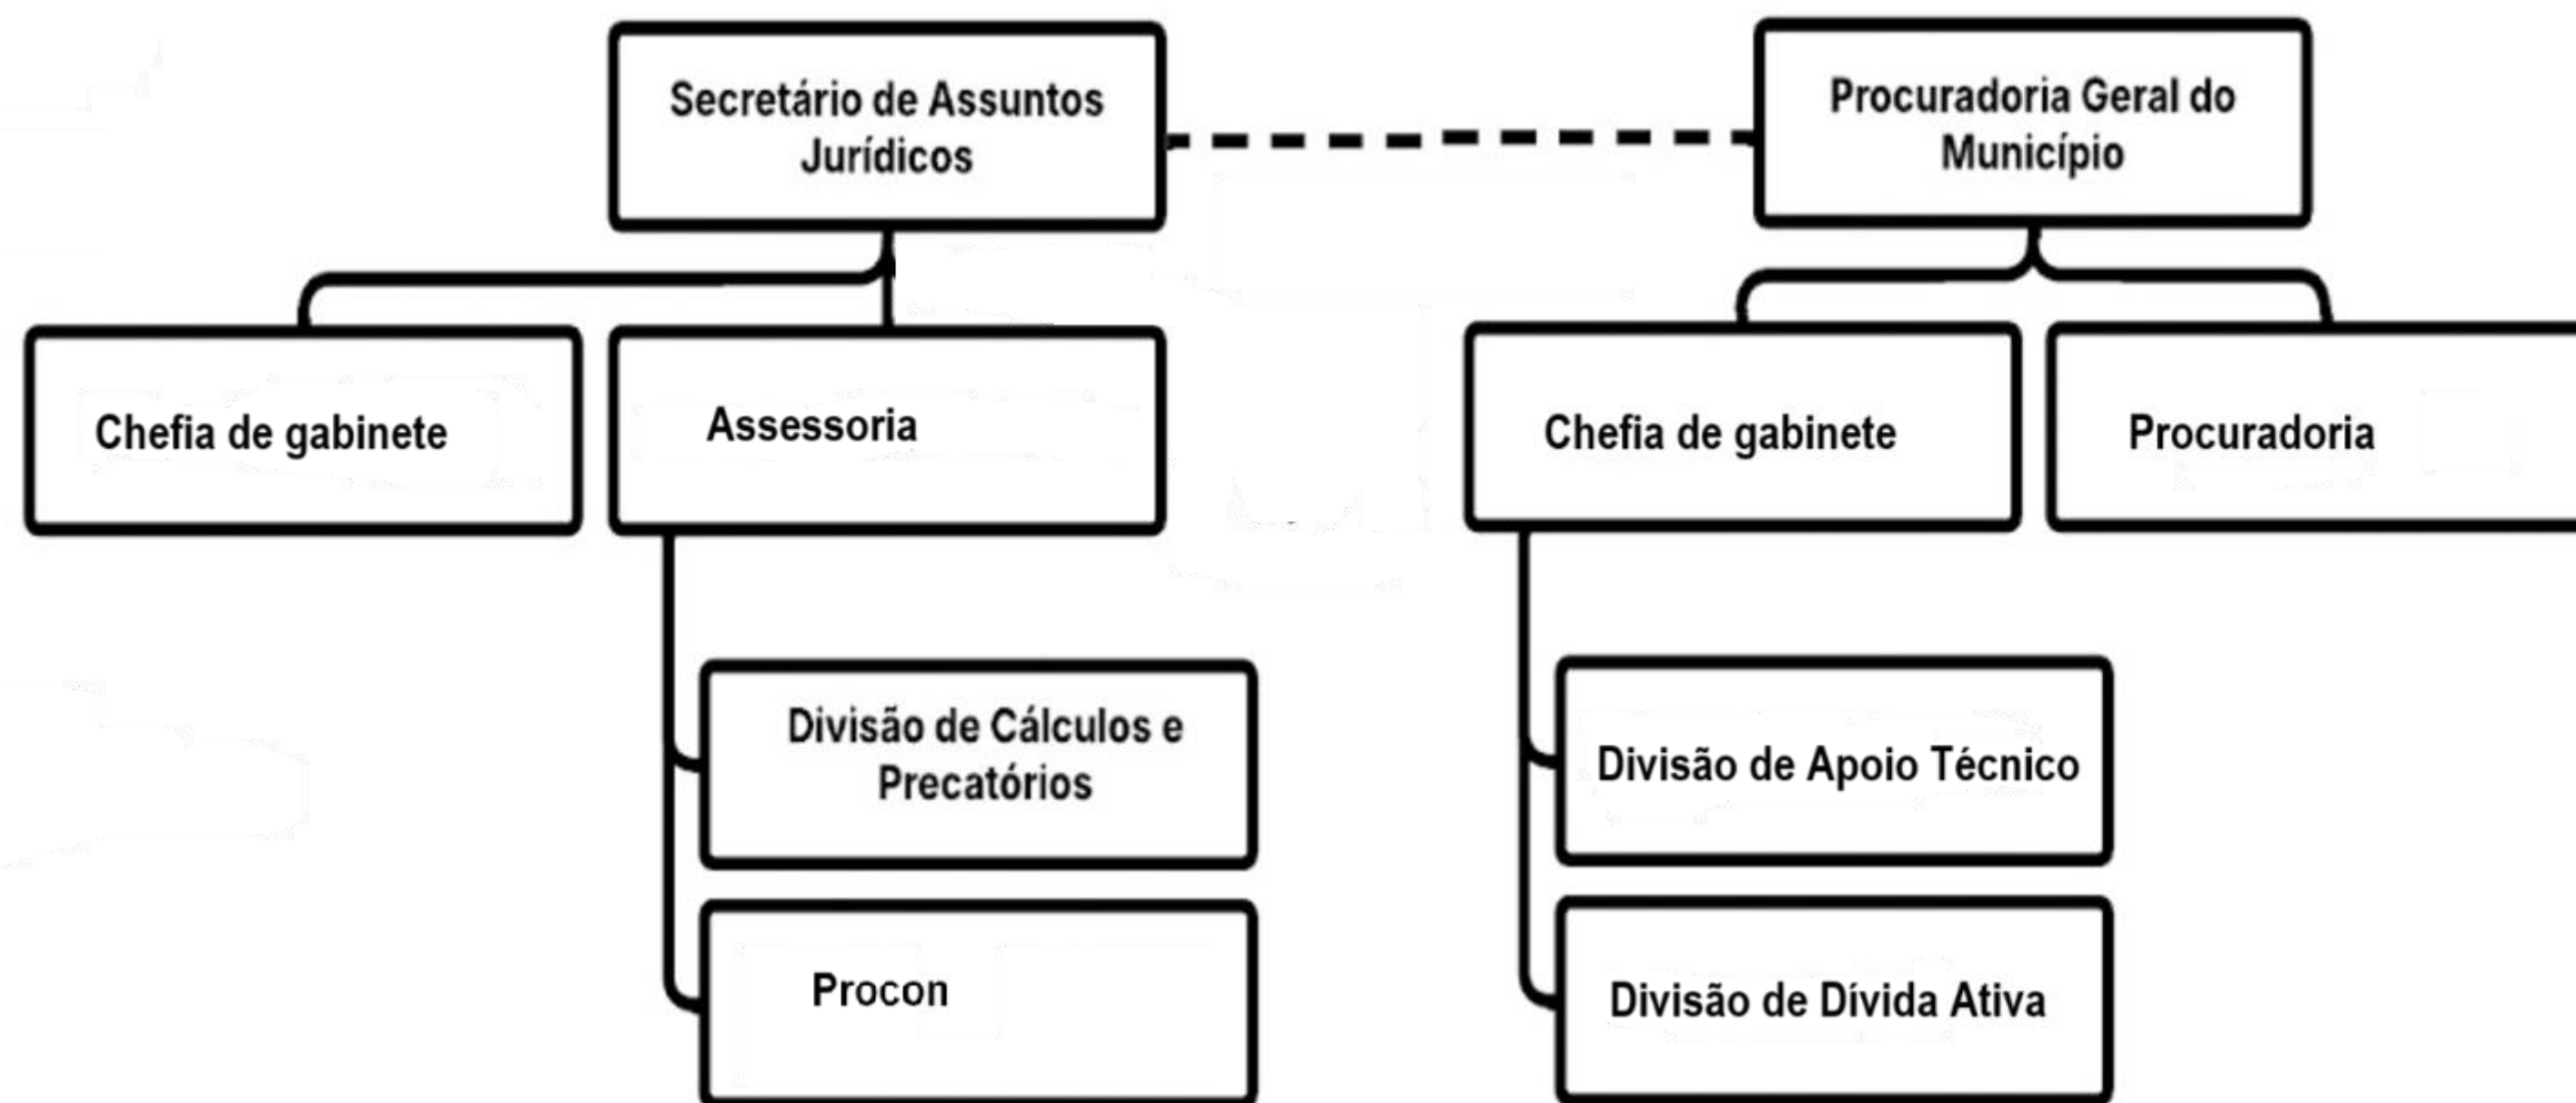 Secretário de Assuntos
Jurídicos
Procuradoria Geral do
Município
Chefia de gabinete
Assessoria
Chefia de gabinete
Procuradoria
Divisão de Cálculos e
Precatórios
Divisão de Apoio Técnico
Procon
Divisão de Dívida Ativa